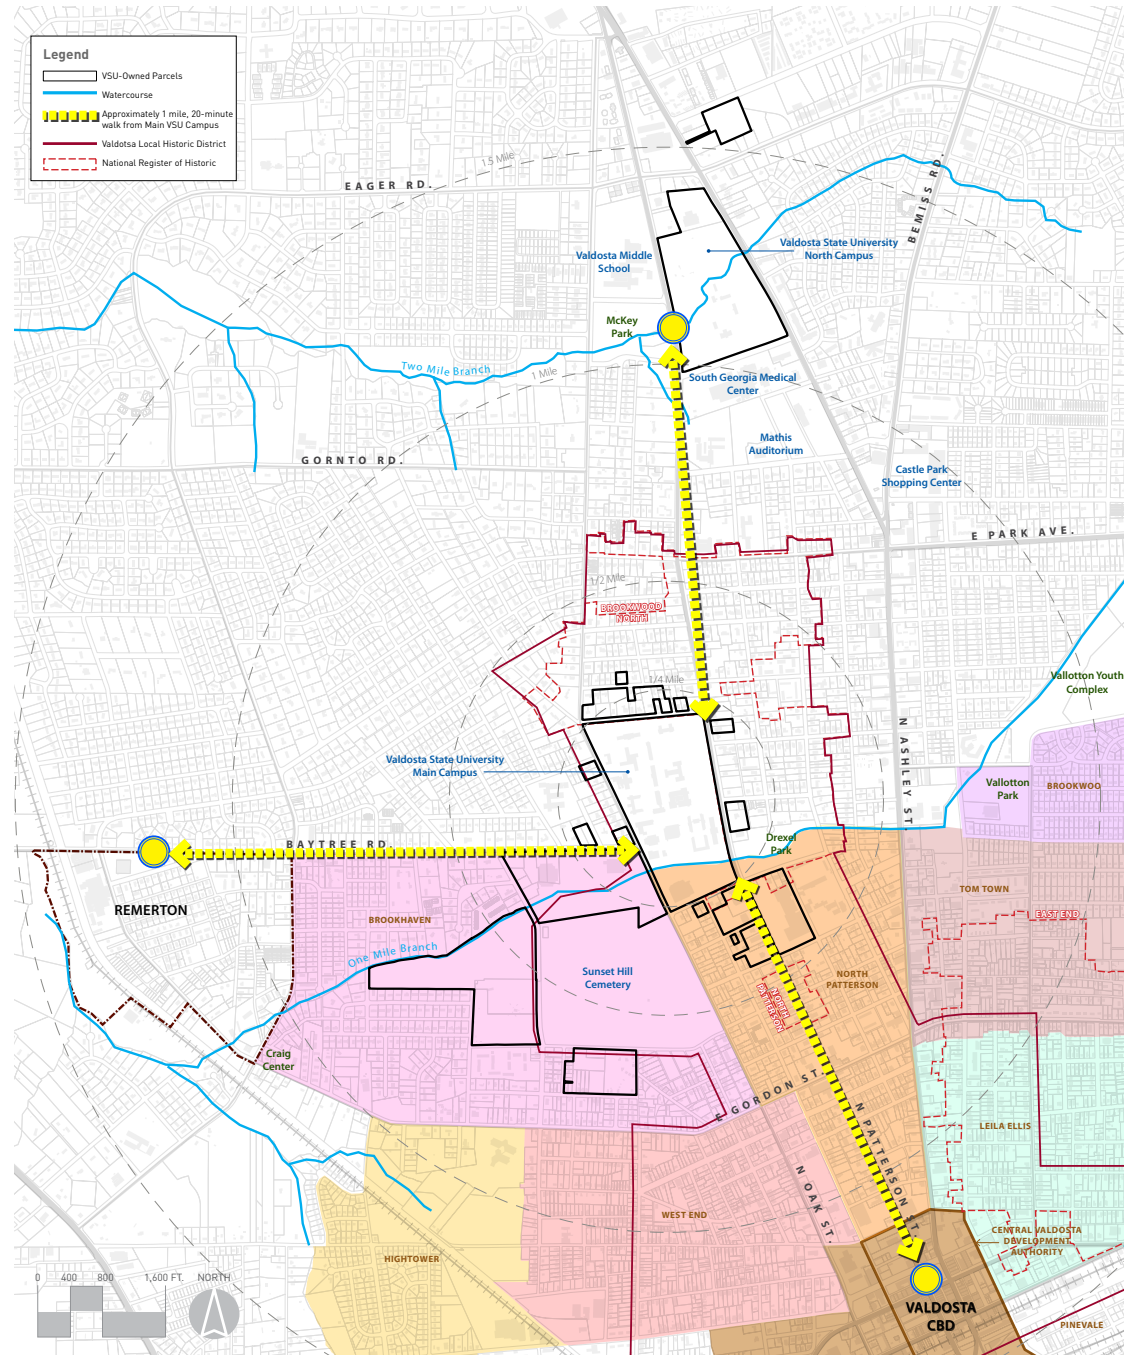 Legend
VSU-Owned Parcels
Watercourse
Approximately 1 mile, 20-minute
walk from Main VSU Campus
Valdotsa Local Historic District
National Register of Historic
1.5 Mile
EAGER RD.
BEMISS RD.
Valdosta State University
North Campus
Valdosta Middle
School
McKey
Park
Two Mile Branch
1 Mile
South Georgia Medical
Center
Mathis
Auditorium
GORNTO RD.
Castle Park
Shopping Center
E PARK AVE.
1/2 Mile
BROOKWOOD
NORTH
1/4 Mile
Vallotton Youth
Complex
N ASHLEY ST.
Valdosta State University
Main Campus
Vallotton
Park
BROOKWOO
Drexel
Park
BAYTREE RD.
TOM TOWN
REMERTON
BROOKHAVEN
EAST END
One Mile Branch
Sunset Hill
Cemetery
NORTH
PATTERSON
NORTH
PATTERSON
Craig
Center
E GORDON ST.
N PATTERSON ST.
LEILA ELLIS
N OAK ST.
WEST END
CENTRAL VALDOSTA
DEVELOPMENT
AUTHORITY
HIGHTOWER
0 400 800 1,600 FT. NORTH
VALDOSTA
CBD
PINEVALE